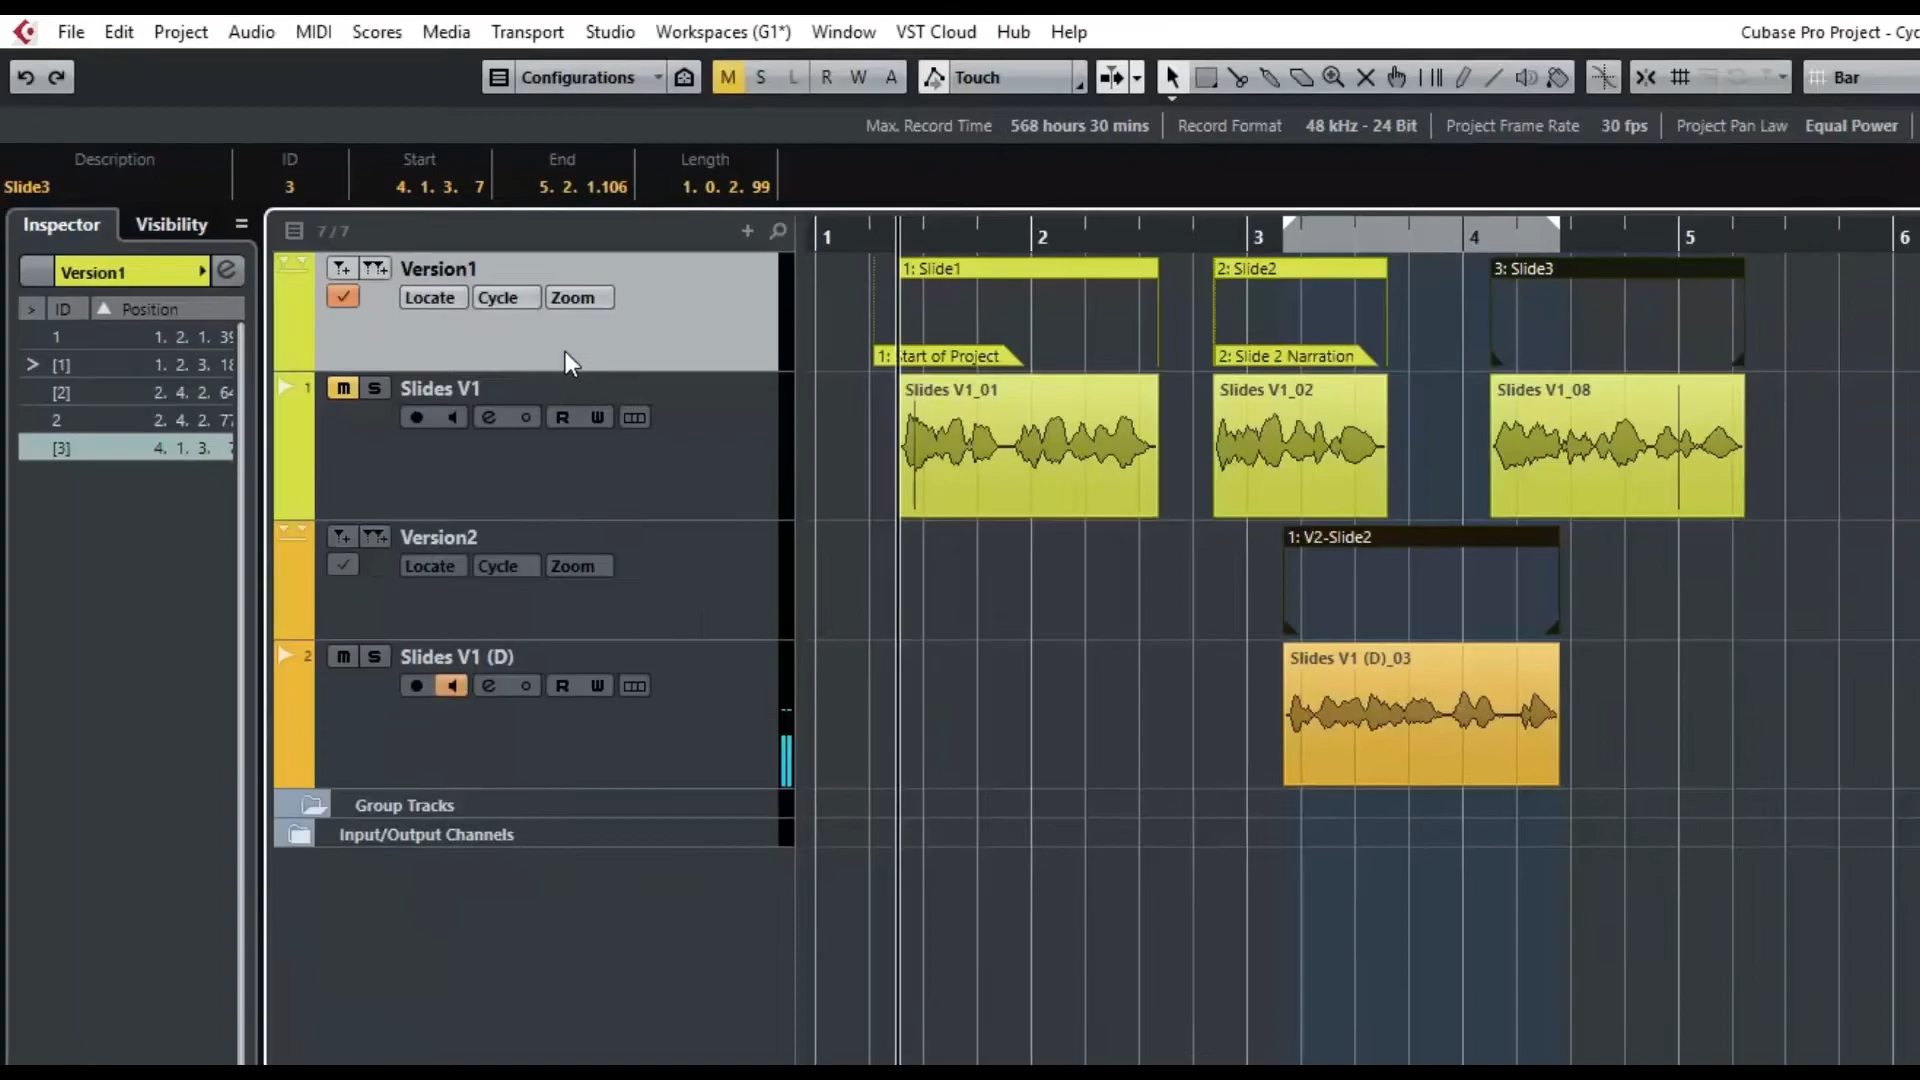 File Edit Project Audio MIDI Scores Media Transport Studio Workspaces (G1*) Window VST Cloud Hub Help Cubase Pro Project - Cyc
Configurations M S L R W A Touch Bar
Max. Record Time 568 hours 30 mins Record Format 48 kHz - 24 Bit Project Frame Rate 30 fps Project Pan Law Equal Power
Description ID Start End Length
Slide3 3 4. 1. 3. 7 5. 2. 1.106 1. 0. 2. 99
Inspector Visibility
7 / 7
1 2 3 4 5 6
Version1
> ID Position
1 1. 2. 1. 39
> [1] 1. 2. 3. 18
[2] 2. 4. 2. 64
2 2. 4. 2. 77
[3] 4. 1. 3. 7
Version1
Locate Cycle Zoom
1: Slide1 2: Slide2 3: Slide3
1: Start of Project 2: Slide 2 Narration
1 m S Slides V1
e R W
Slides V1_01 Slides V1_02 Slides V1_08
Version2
Locate Cycle Zoom
1: V2-Slide2
2 m S Slides V1 (D)
e R W
Slides V1 (D)_03
Group Tracks
Input/Output Channels